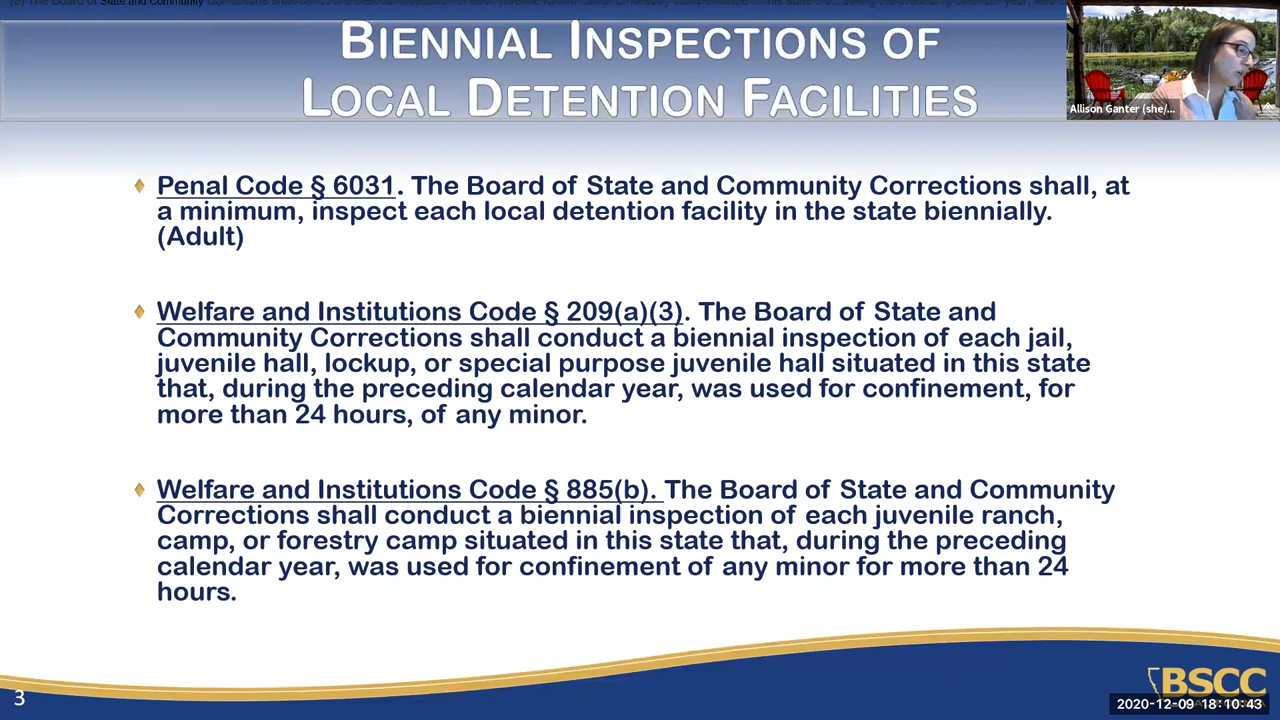 BIENNIAL INSPECTIONS OF
LOCAL DETENTION FACILITIES
Allison Ganter (she/...
Penal Code § 6031. The Board of State and Community Corrections shall, at
a minimum, inspect each local detention facility in the state biennially.
(Adult)
Welfare and Institutions Code § 209(a)(3). The Board of State and
Community Corrections shall conduct a biennial inspection of each jail,
juvenile hall, lockup, or special purpose juvenile hall situated in this state
that, during the preceding calendar year, was used for confinement, for
more than 24 hours, of any minor.
Welfare and Institutions Code § 885(b). The Board of State and Community
Corrections shall conduct a biennial inspection of each juvenile ranch,
camp, or forestry camp situated in this state that, during the preceding
calendar year, was used for confinement of any minor for more than 24
hours.
3
BSCC
2020-12-09 18:10:43